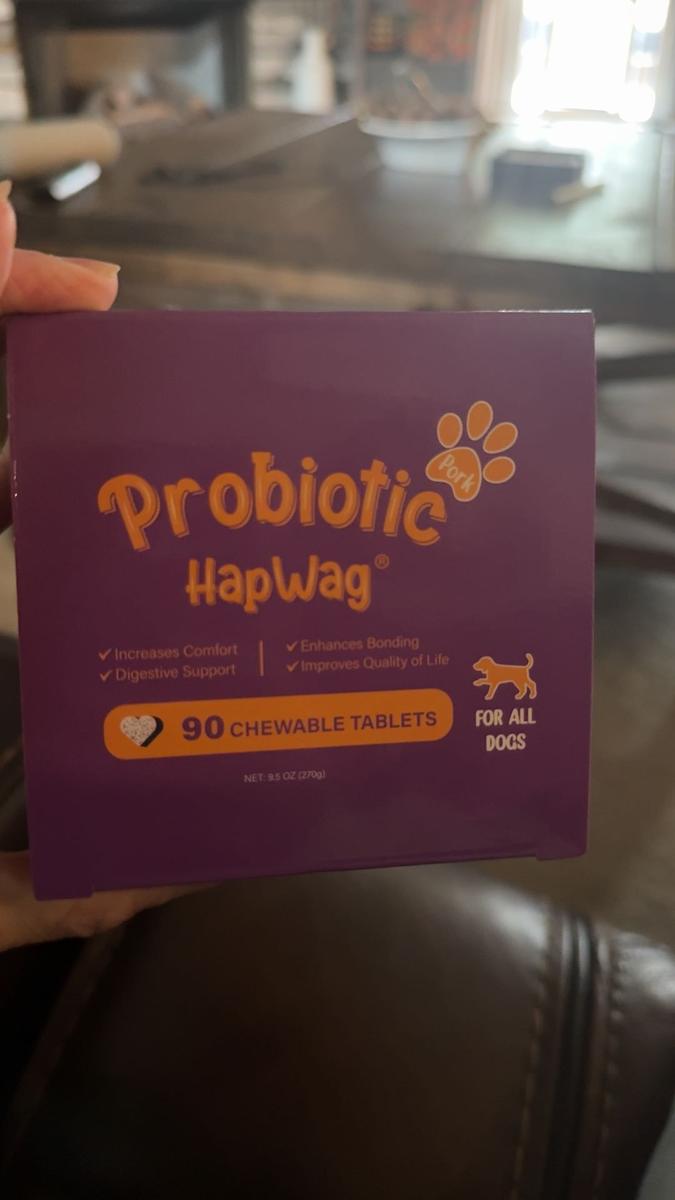 Pork
Probiotic
HapWag®
✓ Increases Comfort
✓ Digestive Support
✓ Enhances Bonding
✓ Improves Quality of Life
90 CHEWABLE TABLETS
FOR ALL
DOGS
NET: 9.5 OZ (270g)